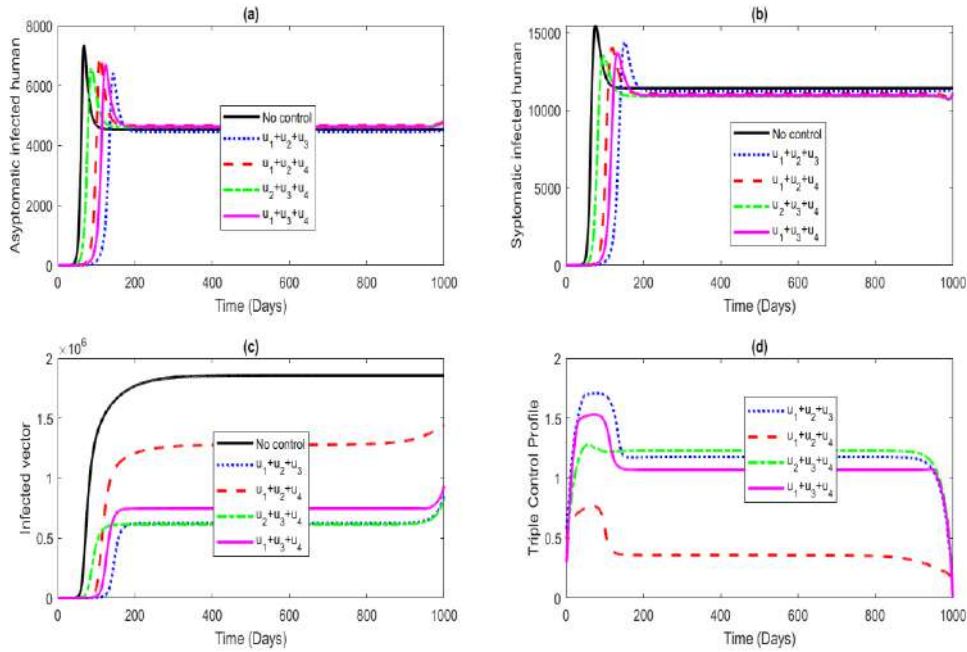 (a)
8000
6000
4000
2000
0
Asyptomatic infected human
No control
u1+u2+u3
u1+u2+u4
u2+u3+u4
u1+u3+u4
0 200 400 600 800 1000
Time (Days)
(b)
15000
10000
15000
0
Syptomatic infected human
No control
u1+u2+u3
u1+u2+u4
u2+u3+u4
u1+u3+u4
0 200 400 600 800 1000
Time (Days)
(c)
×10^6
2
1.5
1
0.5
0
Infected vector
No control
u1+u2+u3
u1+u2+u4
u2+u3+u4
u1+u3+u4
0 200 400 600 800 1000
Time (Days)
(d)
2
1.5
1
0.5
0
Triple Control Profile
u1+u2+u3
u1+u2+u4
u2+u3+u4
u1+u3+u4
0 200 400 600 800 1000
Time (Days)